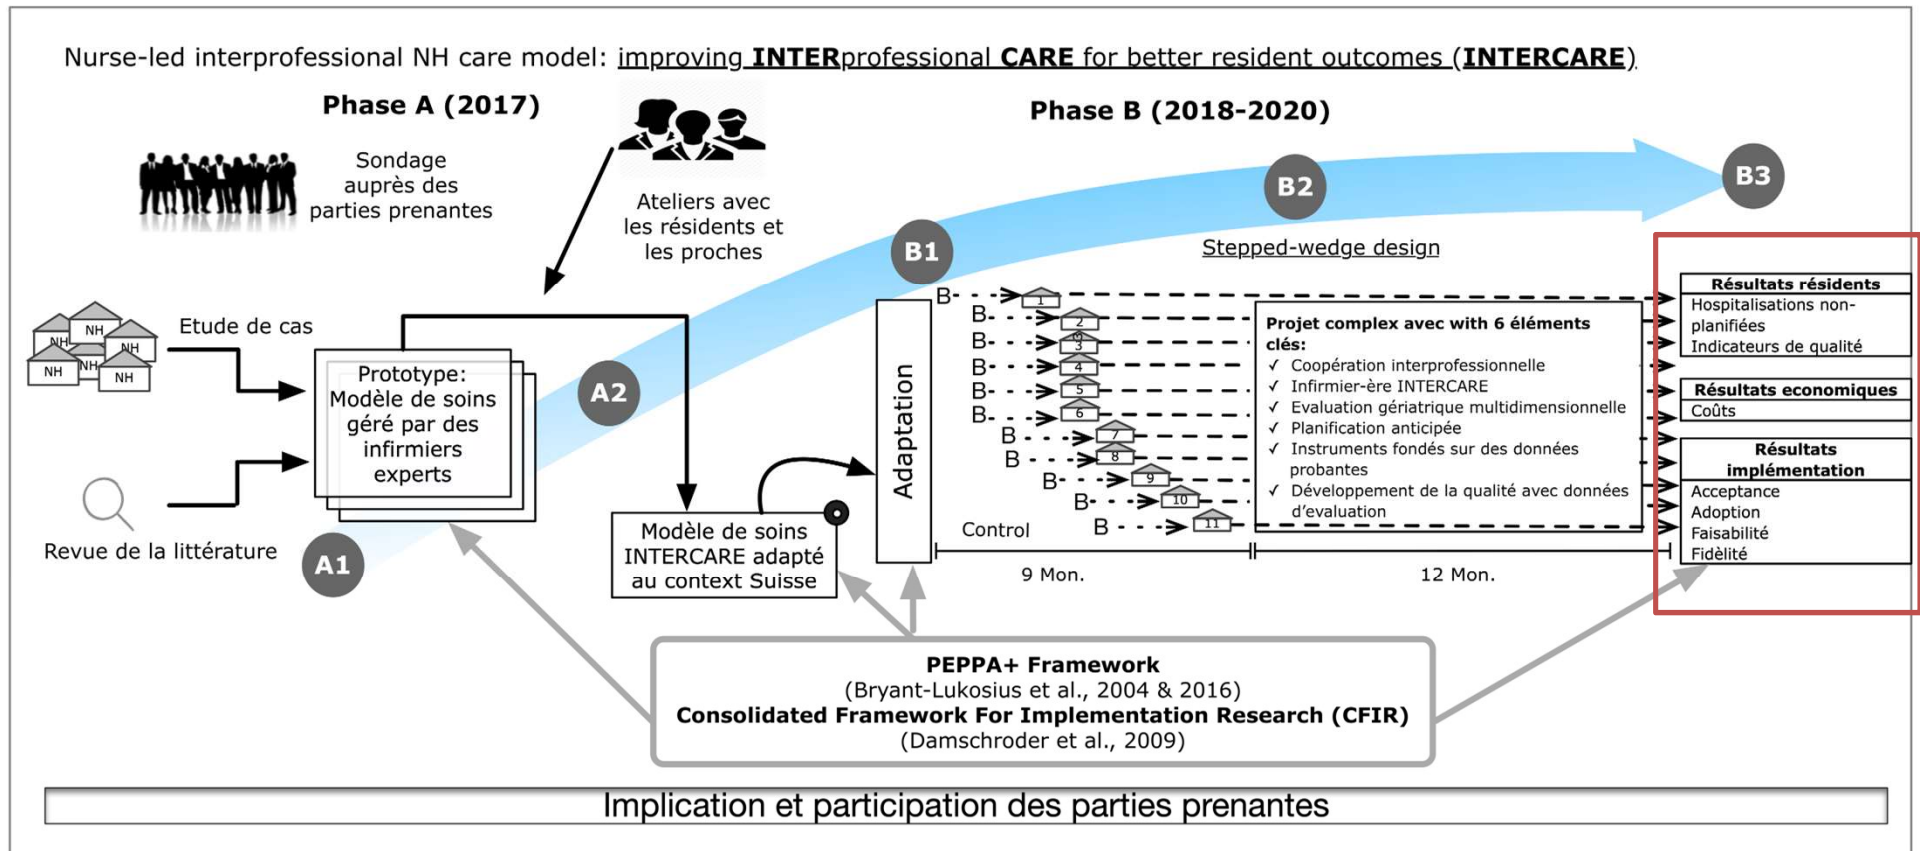 Nurse-led interprofessional NH care model: improving INTERprofessional CARE for better resident outcomes (INTERCARE)
Phase A (2017)
Phase B (2018-2020)
Sondage
auprès des
parties prenantes
Ateliers avec
les résidents et
les proches
NH
NH
NH
NH
NH
NH
Etude de cas
Revue de la littérature
Prototype:
Modèle de soins
géré par des
infirmiers
experts
A1
A2
B1
B2
B3
Modèle de soins
INTERCARE adapté
au context Suisse
Adaptation
Stepped-wedge design
B 1
B 2
B 3
B 4
B 5
B 6
B 7
B 8
B 9
B 10
B 11
Control
9 Mon.
12 Mon.
Projet complex avec with 6 éléments
clés:
✓ Coopération interprofessionnelle
✓ Infirmier-ère INTERCARE
✓ Evaluation gériatrique multidimensionnelle
✓ Planification anticipée
✓ Instruments fondés sur des données
probantes
✓ Développement de la qualité avec données
d'evaluation
Résultats résidents
Hospitalisations non-
planifiées
Indicateurs de qualité
Résultats economiques
Coûts
Résultats
implémentation
Acceptance
Adoption
Faisabilité
Fidèlité
PEPPA+ Framework
(Bryant-Lukosius et al., 2004 & 2016)
Consolidated Framework For Implementation Research (CFIR)
(Damschroder et al., 2009)
Implication et participation des parties prenantes